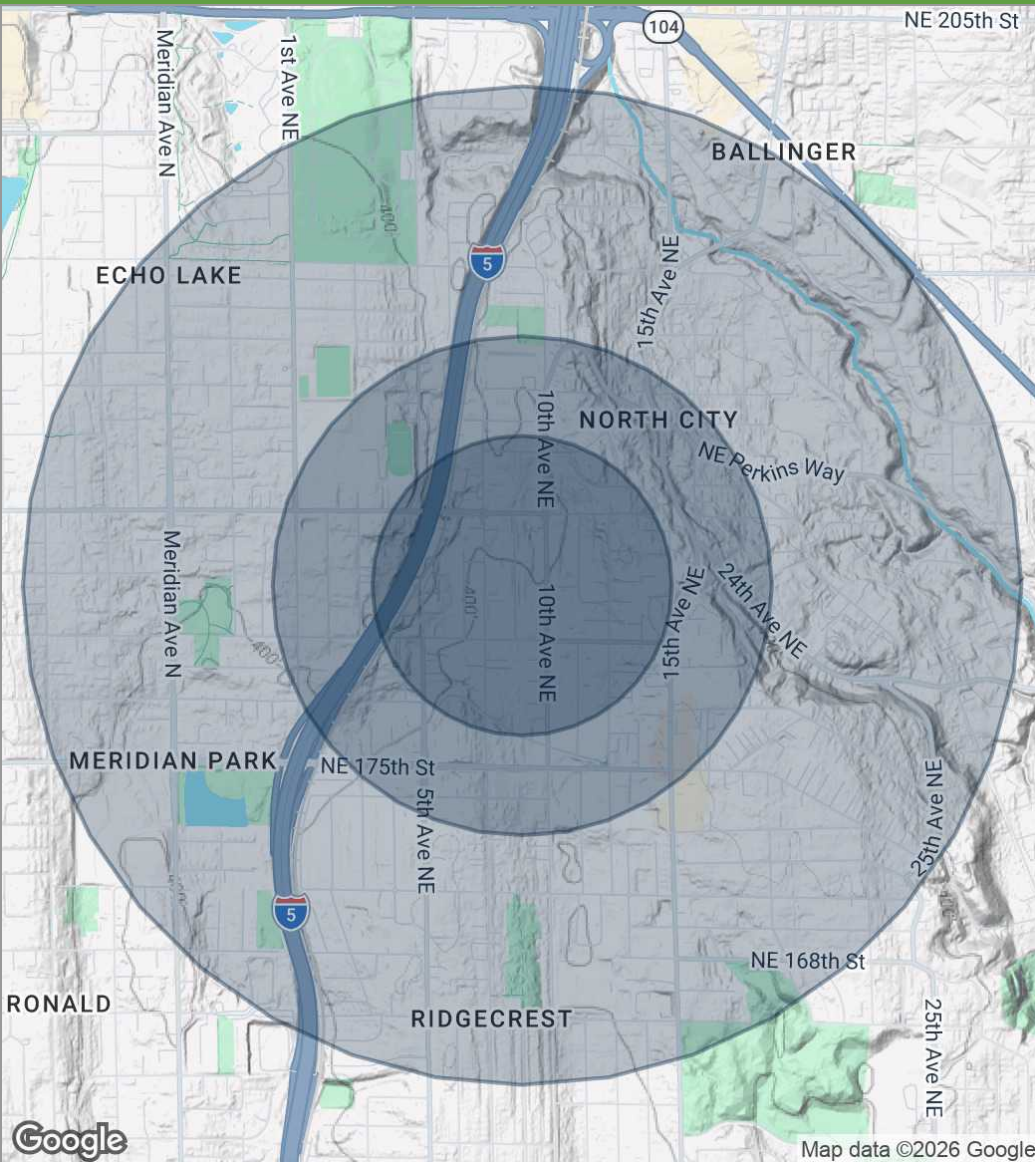 NE 205th St
104
Meridian Ave N
1st Ave NE
BALLINGER
400'
ECHO LAKE
5
15th Ave NE
10th Ave NE
NORTH CITY
NE Perkins Way
Meridian Ave N
400'
10th Ave NE
15th Ave NE
24th Ave NE
400'
MERIDIAN PARK
NE 175th St
5th Ave NE
25th Ave NE
5
NE 168th St
RONALD
RIDGECREST
25th Ave NE
Google
Map data ©2026 Google